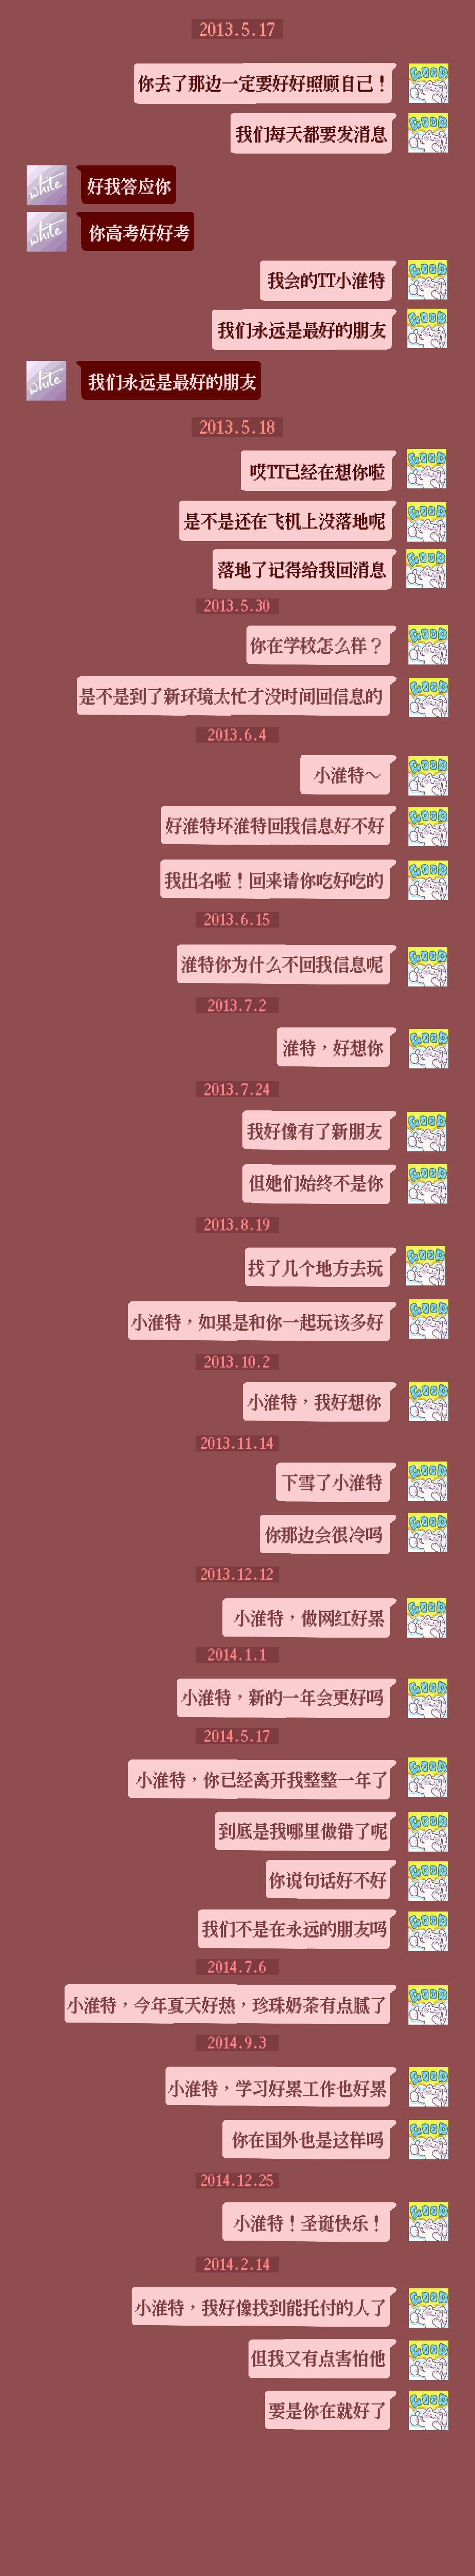 2013.5.17
你去了那边一定要好好照顾自己！
我们每天都要发消息
white
好我答应你
white
你高考好好考
我会的TT小淮特
我们永远是最好的朋友
white
我们永远是最好的朋友
2013.5.18
哎TT已经在想你啦
是不是还在飞机上没落地呢
落地了记得给我回消息
2013.5.30
你在学校怎么样？
是不是到了新环境太忙才没时间回信息的
2013.6.4
小淮特～
好淮特坏淮特回我信息好不好
我出名啦！回来请你吃好吃的
2013.6.15
淮特你为什么不回我信息呢
2013.7.2
淮特，好想你
2013.7.24
我好像有了新朋友
但她们始终不是你
2013.8.19
找了几个地方去玩
小淮特，如果是和你一起玩该多好
2013.10.2
小淮特，我好想你
2013.11.14
下雪了小淮特
你那边会很冷吗
2013.12.12
小淮特，做网红好累
2014.1.1
小淮特，新的一年会更好吗
2014.5.17
小淮特，你已经离开我整整一年了
到底是我哪里做错了呢
你说句话好不好
我们不是在永远的朋友吗
2014.7.6
小淮特，今年夏天好热，珍珠奶茶有点腻了
2014.9.3
小淮特，学习好累工作也好累
你在国外也是这样吗
2014.12.25
小淮特！圣诞快乐！
2014.2.14
小淮特，我好像找到能托付的人了
但我又有点害怕他
要是你在就好了